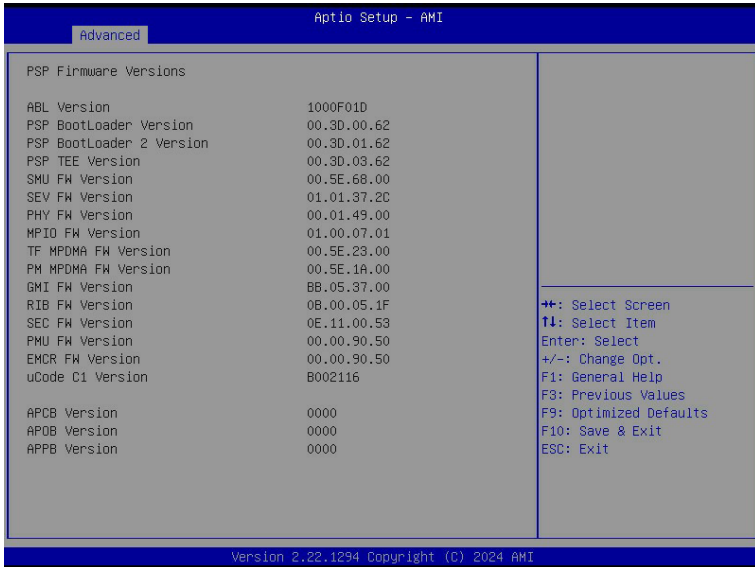 Aptio Setup – AMI
Advanced
PSP Firmware Versions
ABL Version 1000F01D
PSP BootLoader Version 00.3D.00.62
PSP BootLoader 2 Version 00.3D.01.62
PSP TEE Version 00.3D.03.62
SMU FW Version 00.5E.68.00
SEV FW Version 01.01.37.2C
PHY FW Version 00.01.49.00
MPIO FW Version 01.00.07.01
TF MPDMA FW Version 00.5E.23.00
PM MPDMA FW Version 00.5E.1A.00
GMI FW Version BB.05.37.00
RIB FW Version 0B.00.05.1F
SEC FW Version 0E.11.00.53
PMU FW Version 00.00.90.50
EMCR FW Version 00.00.90.50
uCode C1 Version B002116
APCB Version 0000
APOB Version 0000
APPB Version 0000
→←: Select Screen
↑↓: Select Item
Enter: Select
+/-: Change Opt.
F1: General Help
F3: Previous Values
F9: Optimized Defaults
F10: Save & Exit
ESC: Exit
Version 2.22.1294 Copyright (C) 2024 AMI